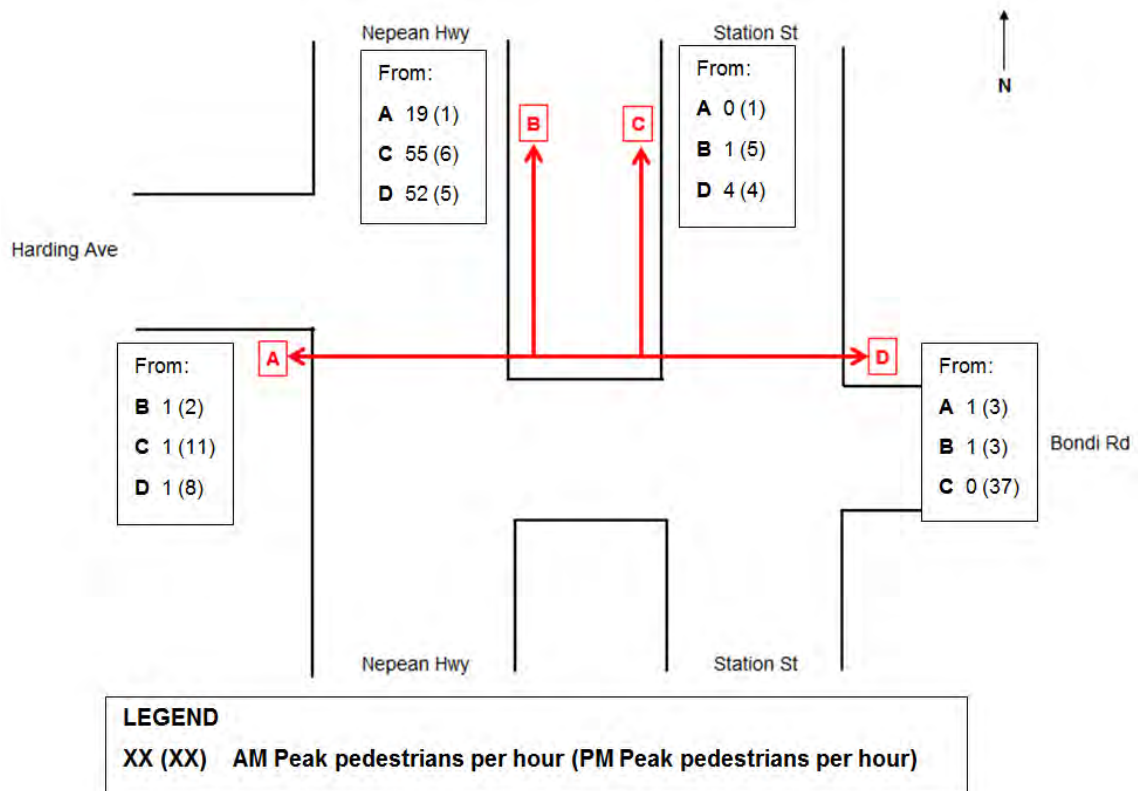 Nepean Hwy
Station St
N
From:
A 19 (1)
C 55 (6)
D 52 (5)
B
C
From:
A 0 (1)
B 1 (5)
D 4 (4)
Harding Ave
From:
B 1 (2)
C 1 (11)
D 1 (8)
A
D
From:
A 1 (3)
B 1 (3)
C 0 (37)
Bondi Rd
Nepean Hwy
Station St
LEGEND
XX (XX) AM Peak pedestrians per hour (PM Peak pedestrians per hour)